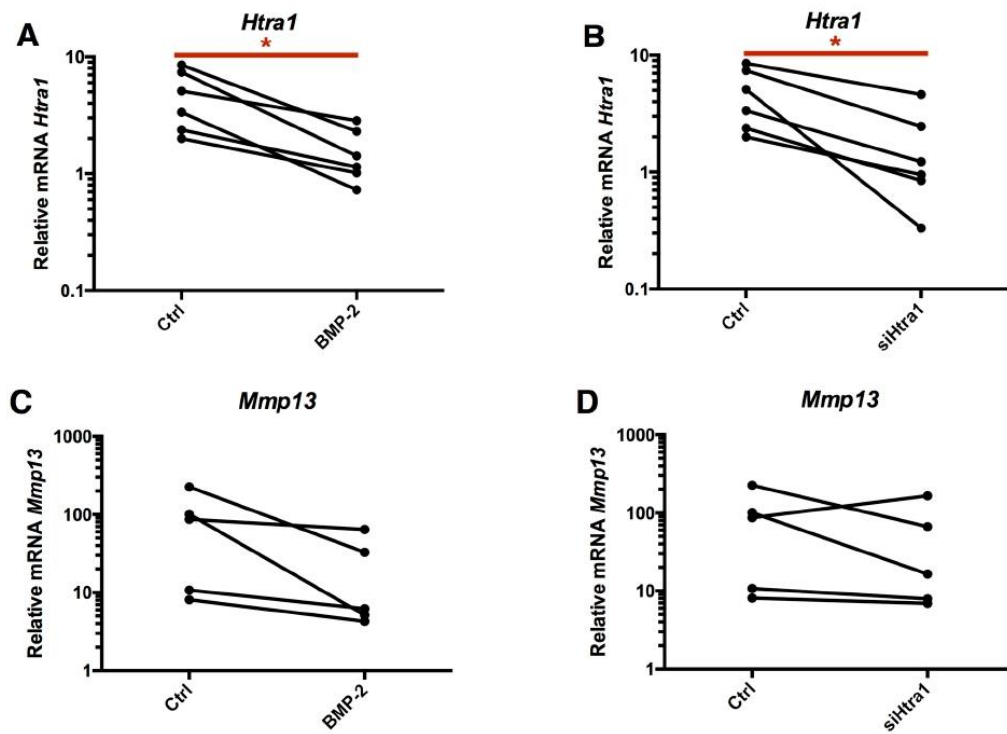 A
Htra1
*
Relative mRNA Htra1
10
1
0.1
Ctrl
BMP-2
B
Htra1
*
Relative mRNA Htra1
10
1
0.1
Ctrl
siHtra1
C
Mmp13
Relative mRNA Mmp13
1000
100
10
1
Ctrl
BMP-2
D
Mmp13
Relative mRNA Mmp13
1000
100
10
1
Ctrl
siHtra1